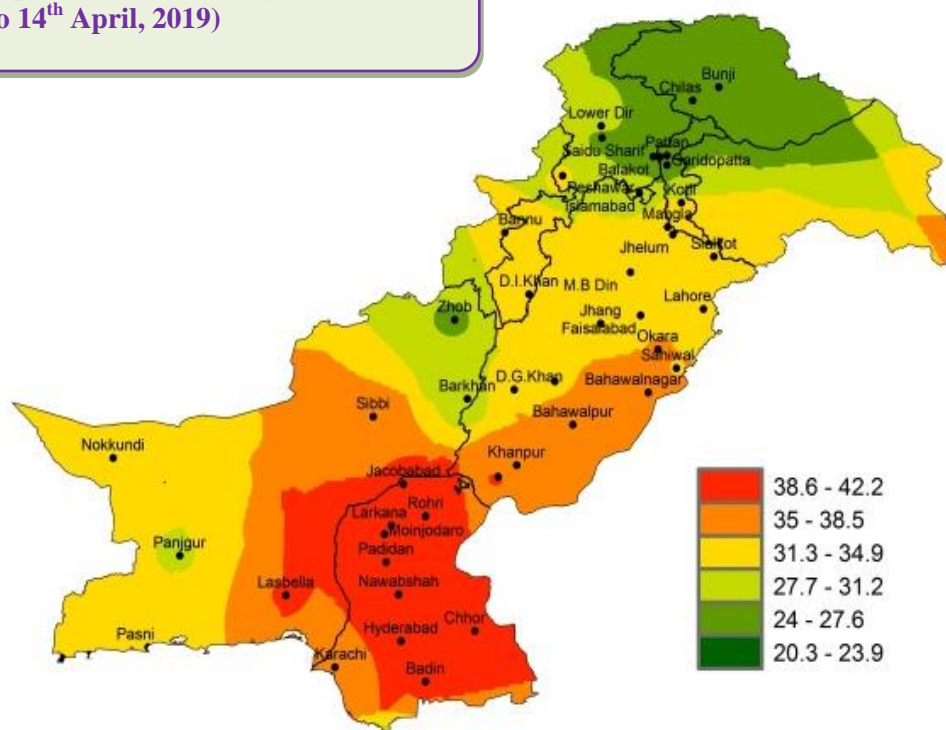 o 14th April, 2019)
Bunji
Chilas
Lower Dir
Saidu Sharif
Pattan
Balakot
Garidopatta
Peshawar
Kotli
Islamabad
Mangla
Bannu
Sialkot
Jhelum
D.I.Khan
M.B Din
Lahore
Zhob
Jhang
Faisalabad
Okara
Sahiwal
D.G.Khan
Bahawalnagar
Barkhan
Sibbi
Bahawalpur
Nokkundi
Khanpur
Jacobabad
Rohri
Larkana
Moinjodaro
Panjgur
Padidan
Lasbella
Nawabshah
Chhor
Pasni
Hyderabad
Karachi
Badin
38.6 - 42.2
35 - 38.5
31.3 - 34.9
27.7 - 31.2
24 - 27.6
20.3 - 23.9